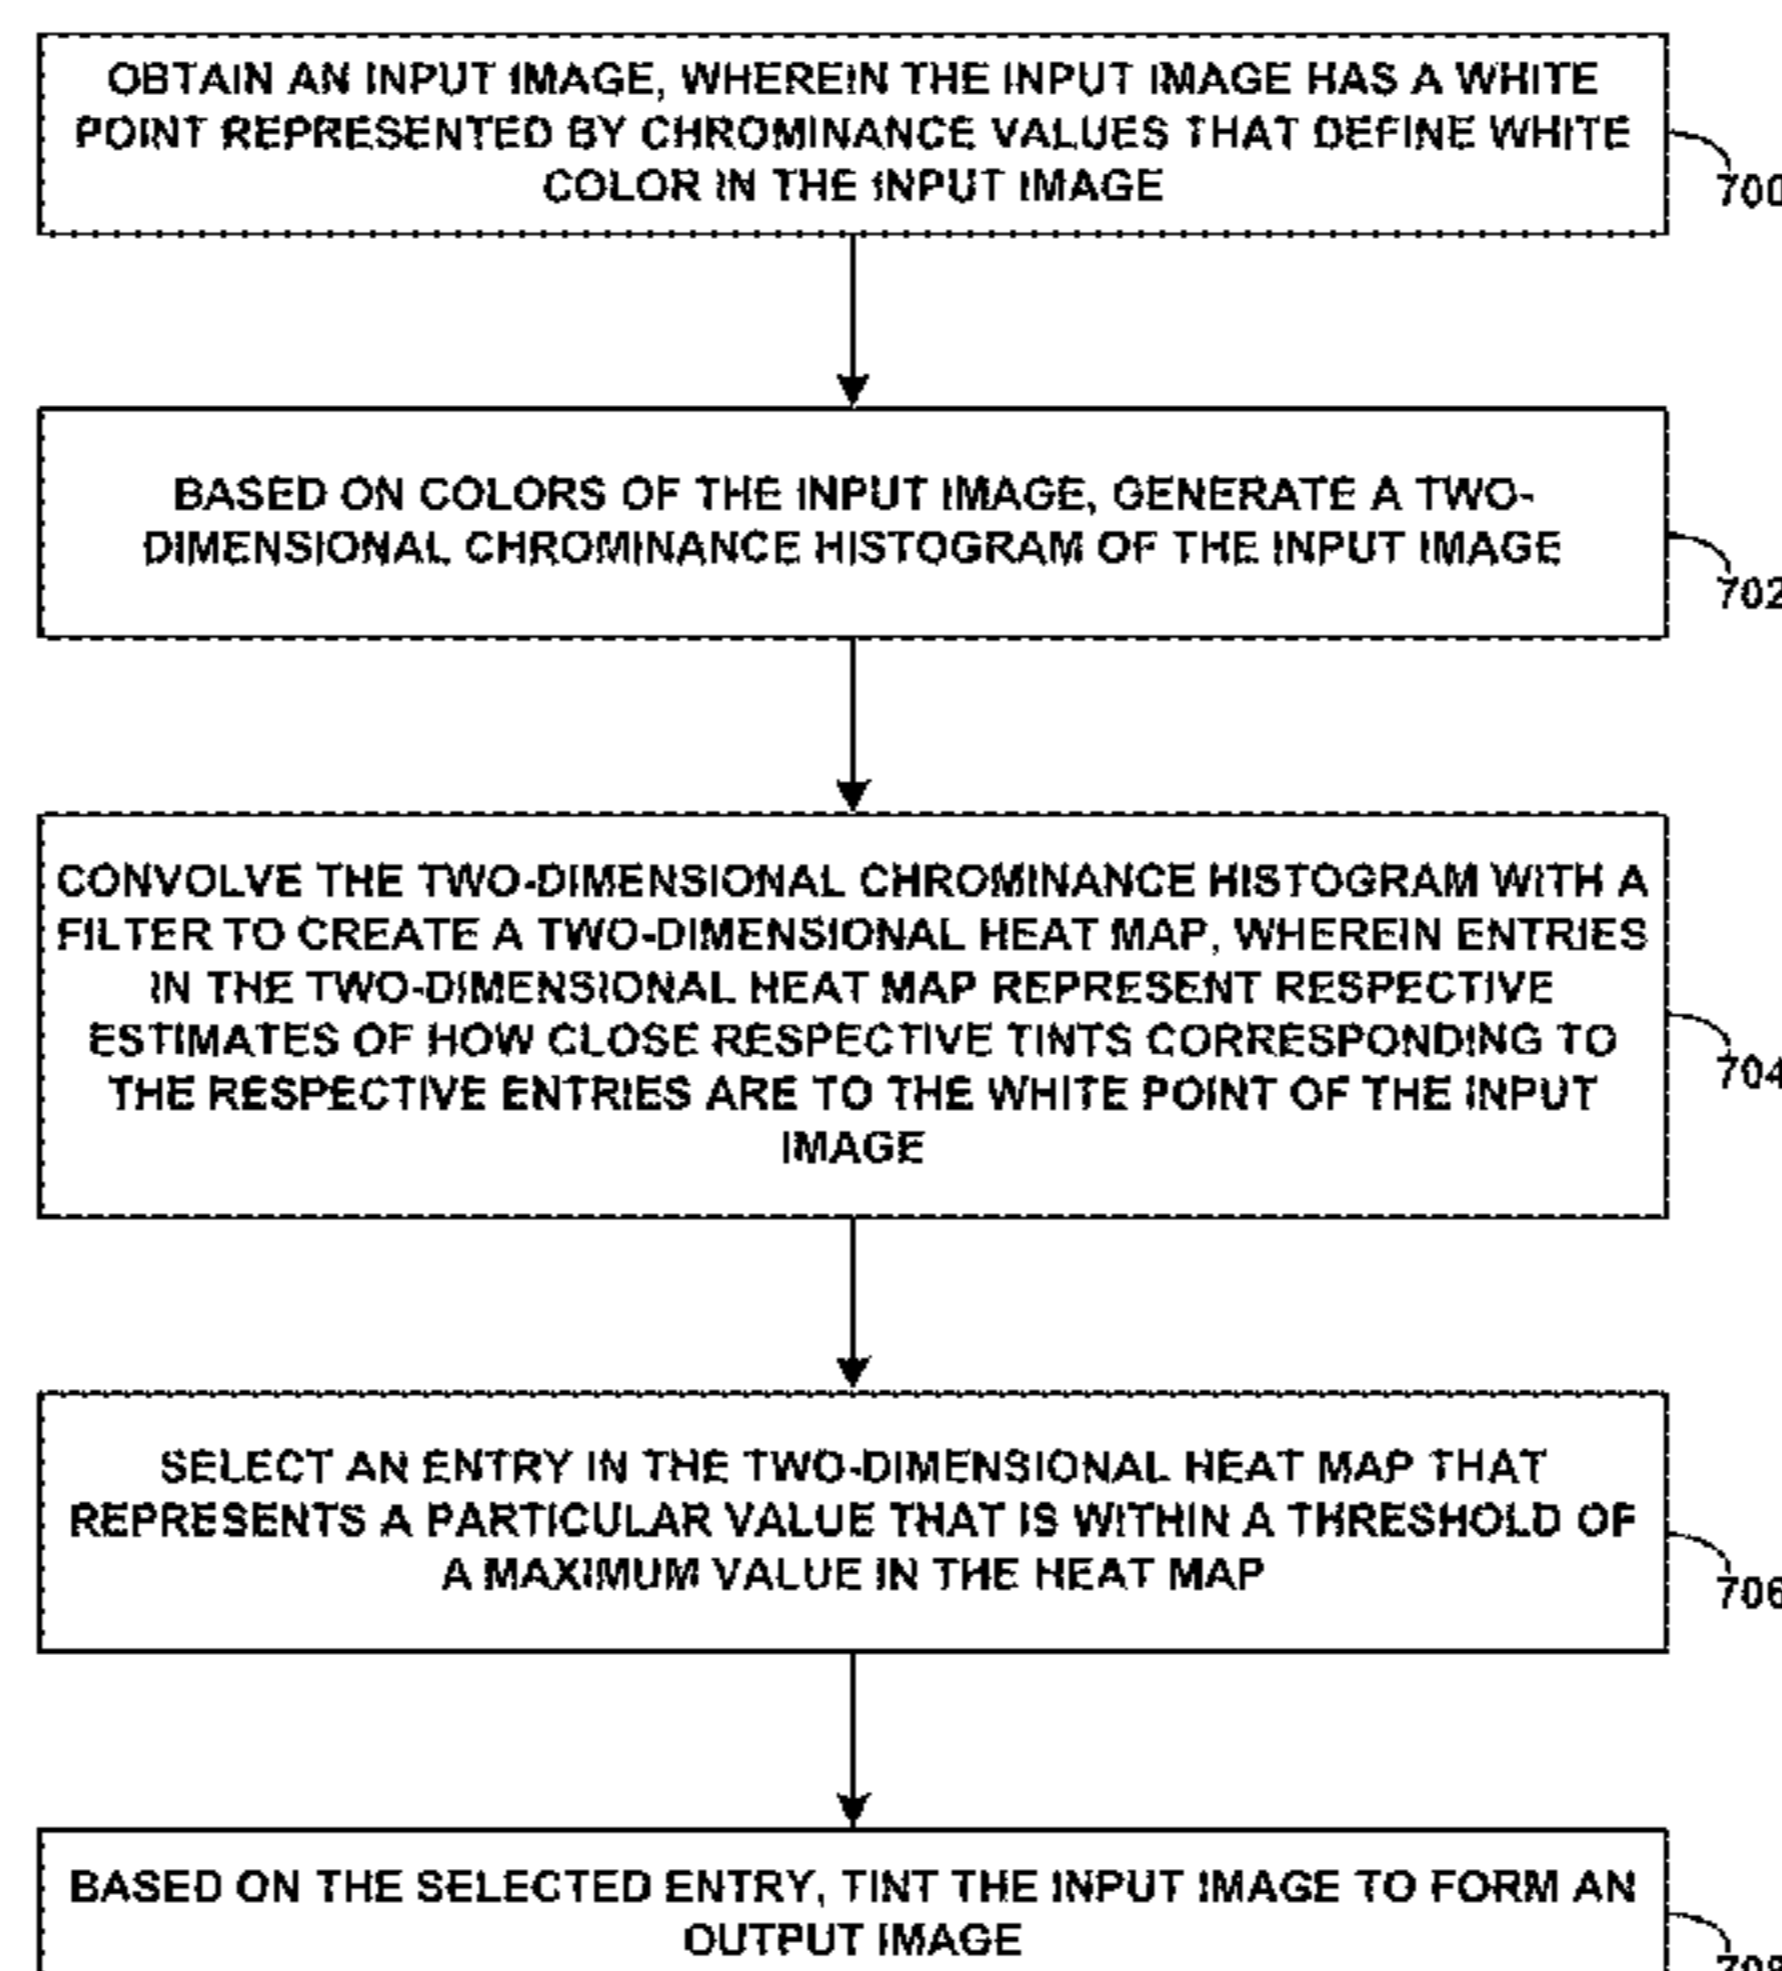 OBTAIN AN INPUT IMAGE, WHEREIN THE INPUT IMAGE HAS A WHITE
POINT REPRESENTED BY CHROMINANCE VALUES THAT DEFINE WHITE
COLOR IN THE INPUT IMAGE
700
BASED ON COLORS OF THE INPUT IMAGE, GENERATE A TWO-
DIMENSIONAL CHROMINANCE HISTOGRAM OF THE INPUT IMAGE
702
CONVOLVE THE TWO-DIMENSIONAL CHROMINANCE HISTOGRAM WITH A
FILTER TO CREATE A TWO-DIMENSIONAL HEAT MAP, WHEREIN ENTRIES
IN THE TWO-DIMENSIONAL HEAT MAP REPRESENT RESPECTIVE
ESTIMATES OF HOW CLOSE RESPECTIVE TINTS CORRESPONDING TO
THE RESPECTIVE ENTRIES ARE TO THE WHITE POINT OF THE INPUT
IMAGE
704
SELECT AN ENTRY IN THE TWO-DIMENSIONAL HEAT MAP THAT
REPRESENTS A PARTICULAR VALUE THAT IS WITHIN A THRESHOLD OF
A MAXIMUM VALUE IN THE HEAT MAP
706
BASED ON THE SELECTED ENTRY, TINT THE INPUT IMAGE TO FORM AN
OUTPUT IMAGE